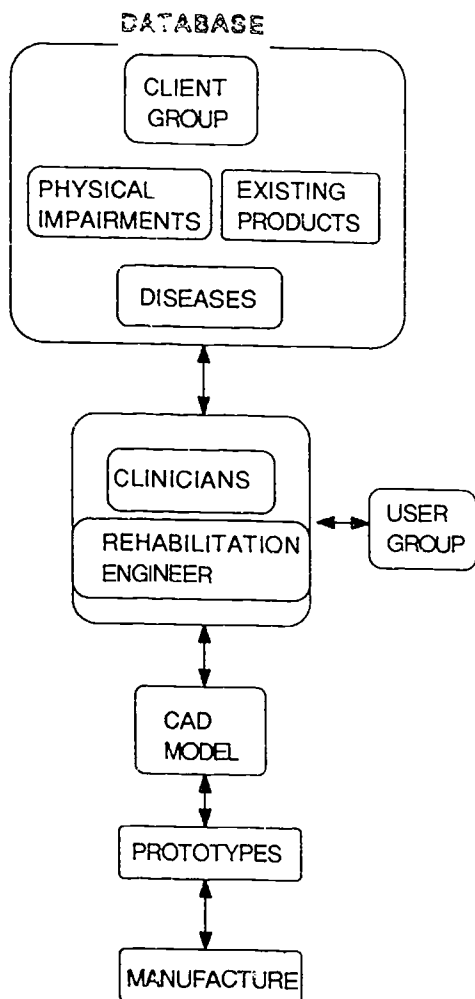 DATABASE
CLIENT
GROUP
PHYSICAL
IMPAIRMENTS
EXISTING
PRODUCTS
DISEASES
CLINICIANS
REHABILITATION
ENGINEER
USER
GROUP
CAD
MODEL
PROTOTYPES
MANUFACTURE